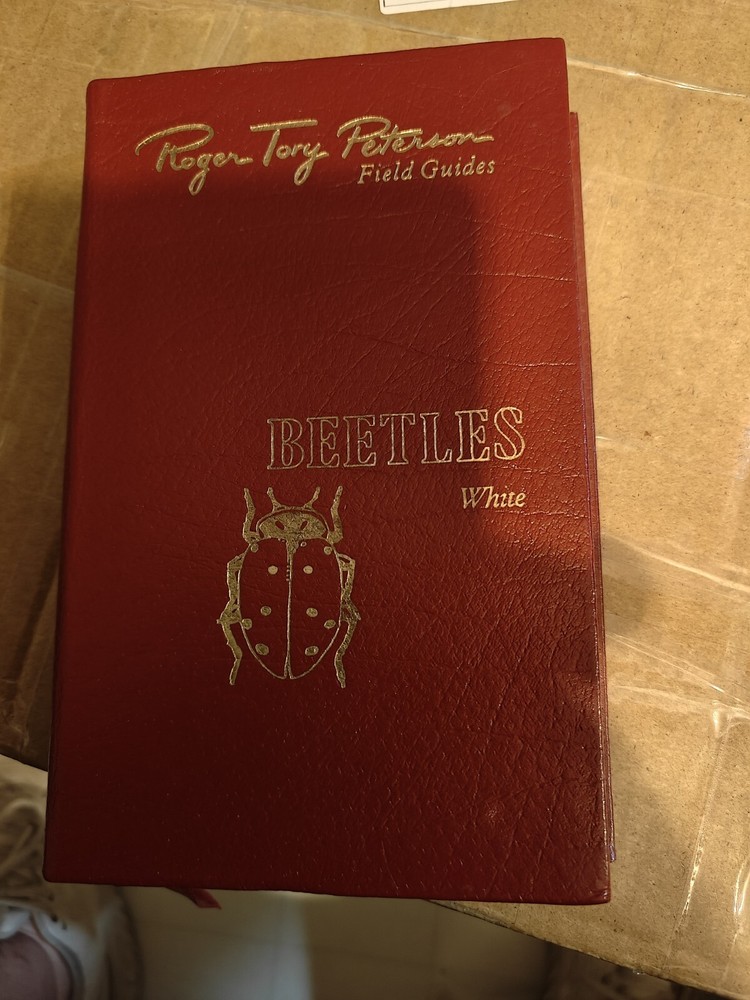 Roger Tory Peterson
Field Guides
BEETLES
White